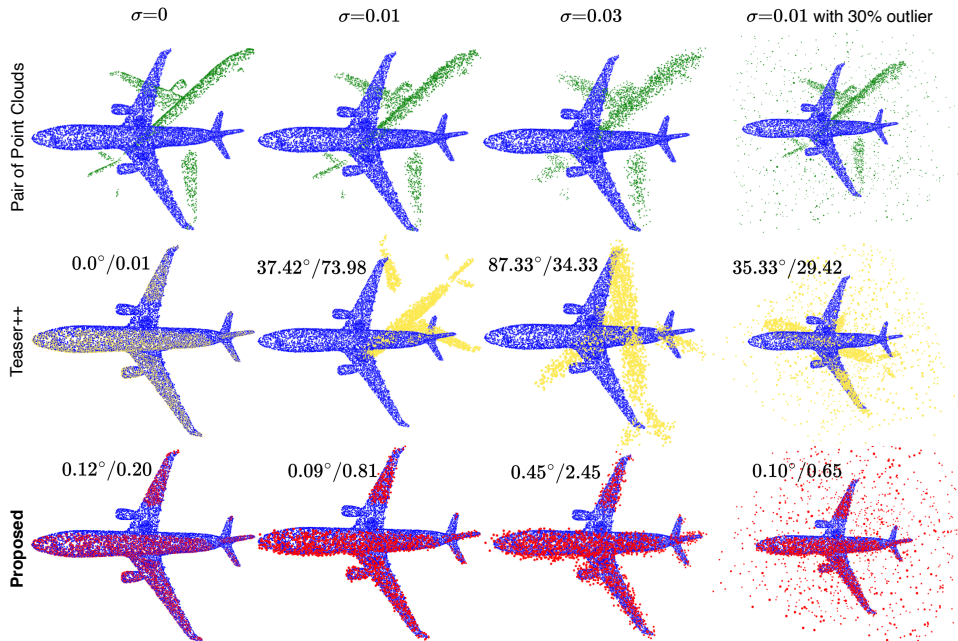 σ=0
σ=0.01
σ=0.03
σ=0.01 with 30% outlier
Pair of Point Clouds
Teaser++
0.0°/0.01
37.42°/73.98
87.33°/34.33
35.33°/29.42
Proposed
0.12°/0.20
0.09°/0.81
0.45°/2.45
0.10°/0.65